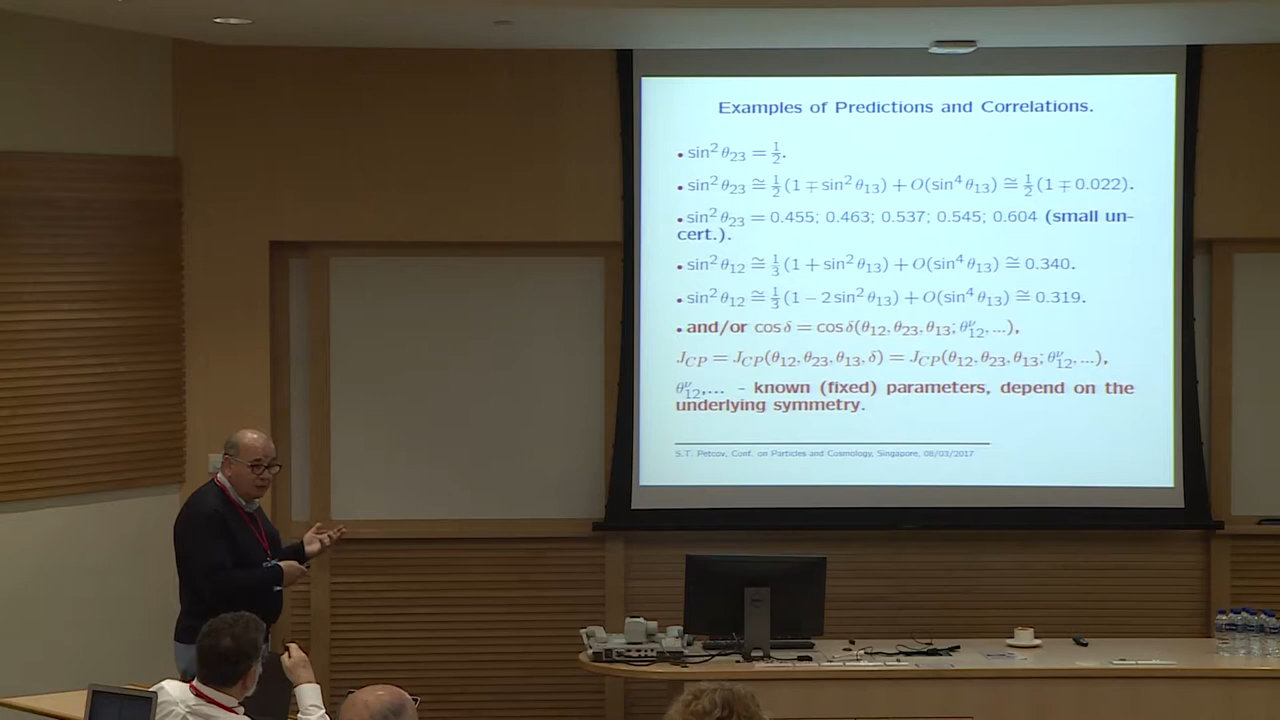 Examples of Predictions and Correlations.
• sin² θ₂₃ = ½.
• sin² θ₂₃ ≅ ½(1 ∓ sin² θ₁₃) + O(sin⁴ θ₁₃) ≅ ½(1 ∓ 0.022).
• sin² θ₂₃ = 0.455; 0.463; 0.537; 0.545; 0.604 (small un-
cert.).
• sin² θ₁₂ ≅ ⅓(1 + sin² θ₁₃) + O(sin⁴ θ₁₃) ≅ 0.340.
• sin² θ₁₂ ≅ ⅓(1 − 2 sin² θ₁₃) + O(sin⁴ θ₁₃) ≅ 0.319.
• and/or cos δ = cos δ(θ₁₂, θ₂₃, θ₁₃; θ^ν₁₂, ...),
J_CP = J_CP(θ₁₂, θ₂₃, θ₁₃, δ) = J_CP(θ₁₂, θ₂₃, θ₁₃; θ^ν₁₂, ...),
θ^ν₁₂, ... - known (fixed) parameters, depend on the
underlying symmetry.
S.T. Petcov, Conf. on Particles and Cosmology, Singapore, 08/03/2017